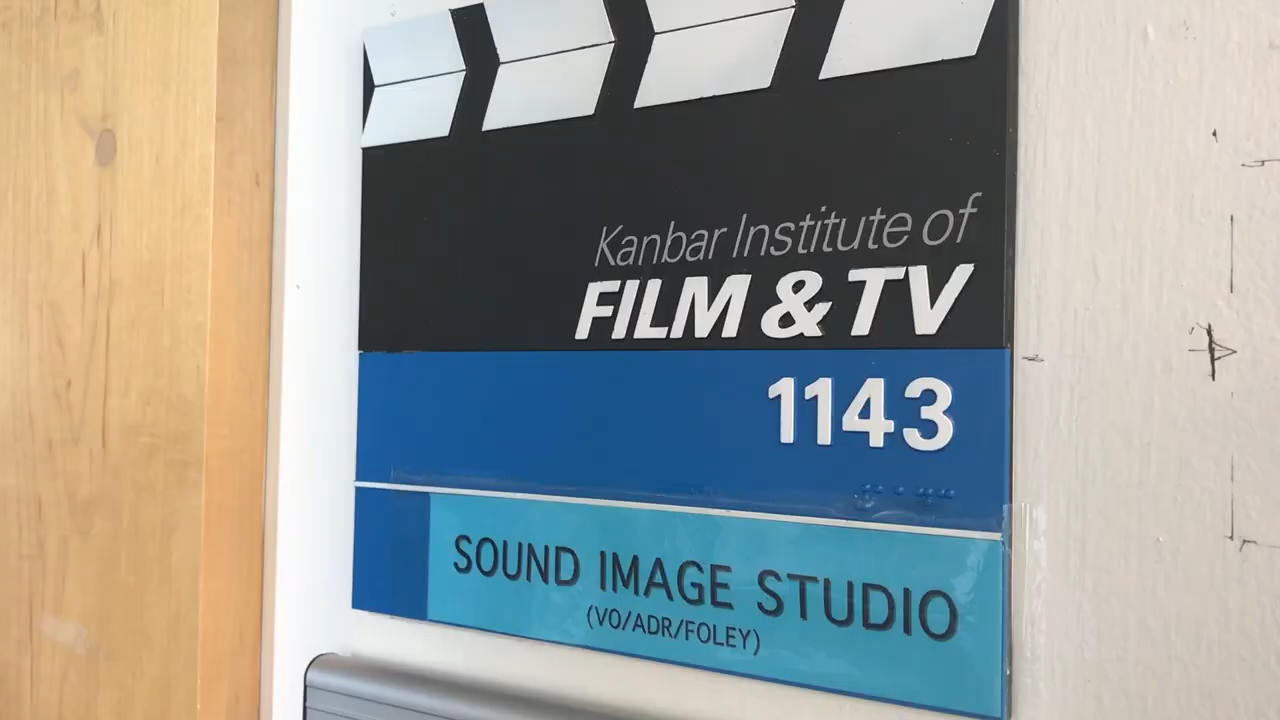 Kanbar Institute of
FILM & TV
1143
SOUND IMAGE STUDIO
(VO/ADR/FOLEY)